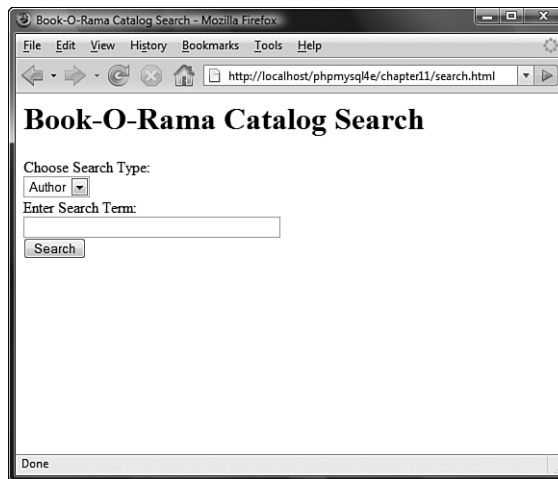 Book-O-Rama Catalog Search - Mozilla Firefox
File Edit View History Bookmarks Tools Help
http://localhost/phpmysql4e/chapter11/search.html
Book-O-Rama Catalog Search
Choose Search Type:
Author
Enter Search Term:
Search
Done